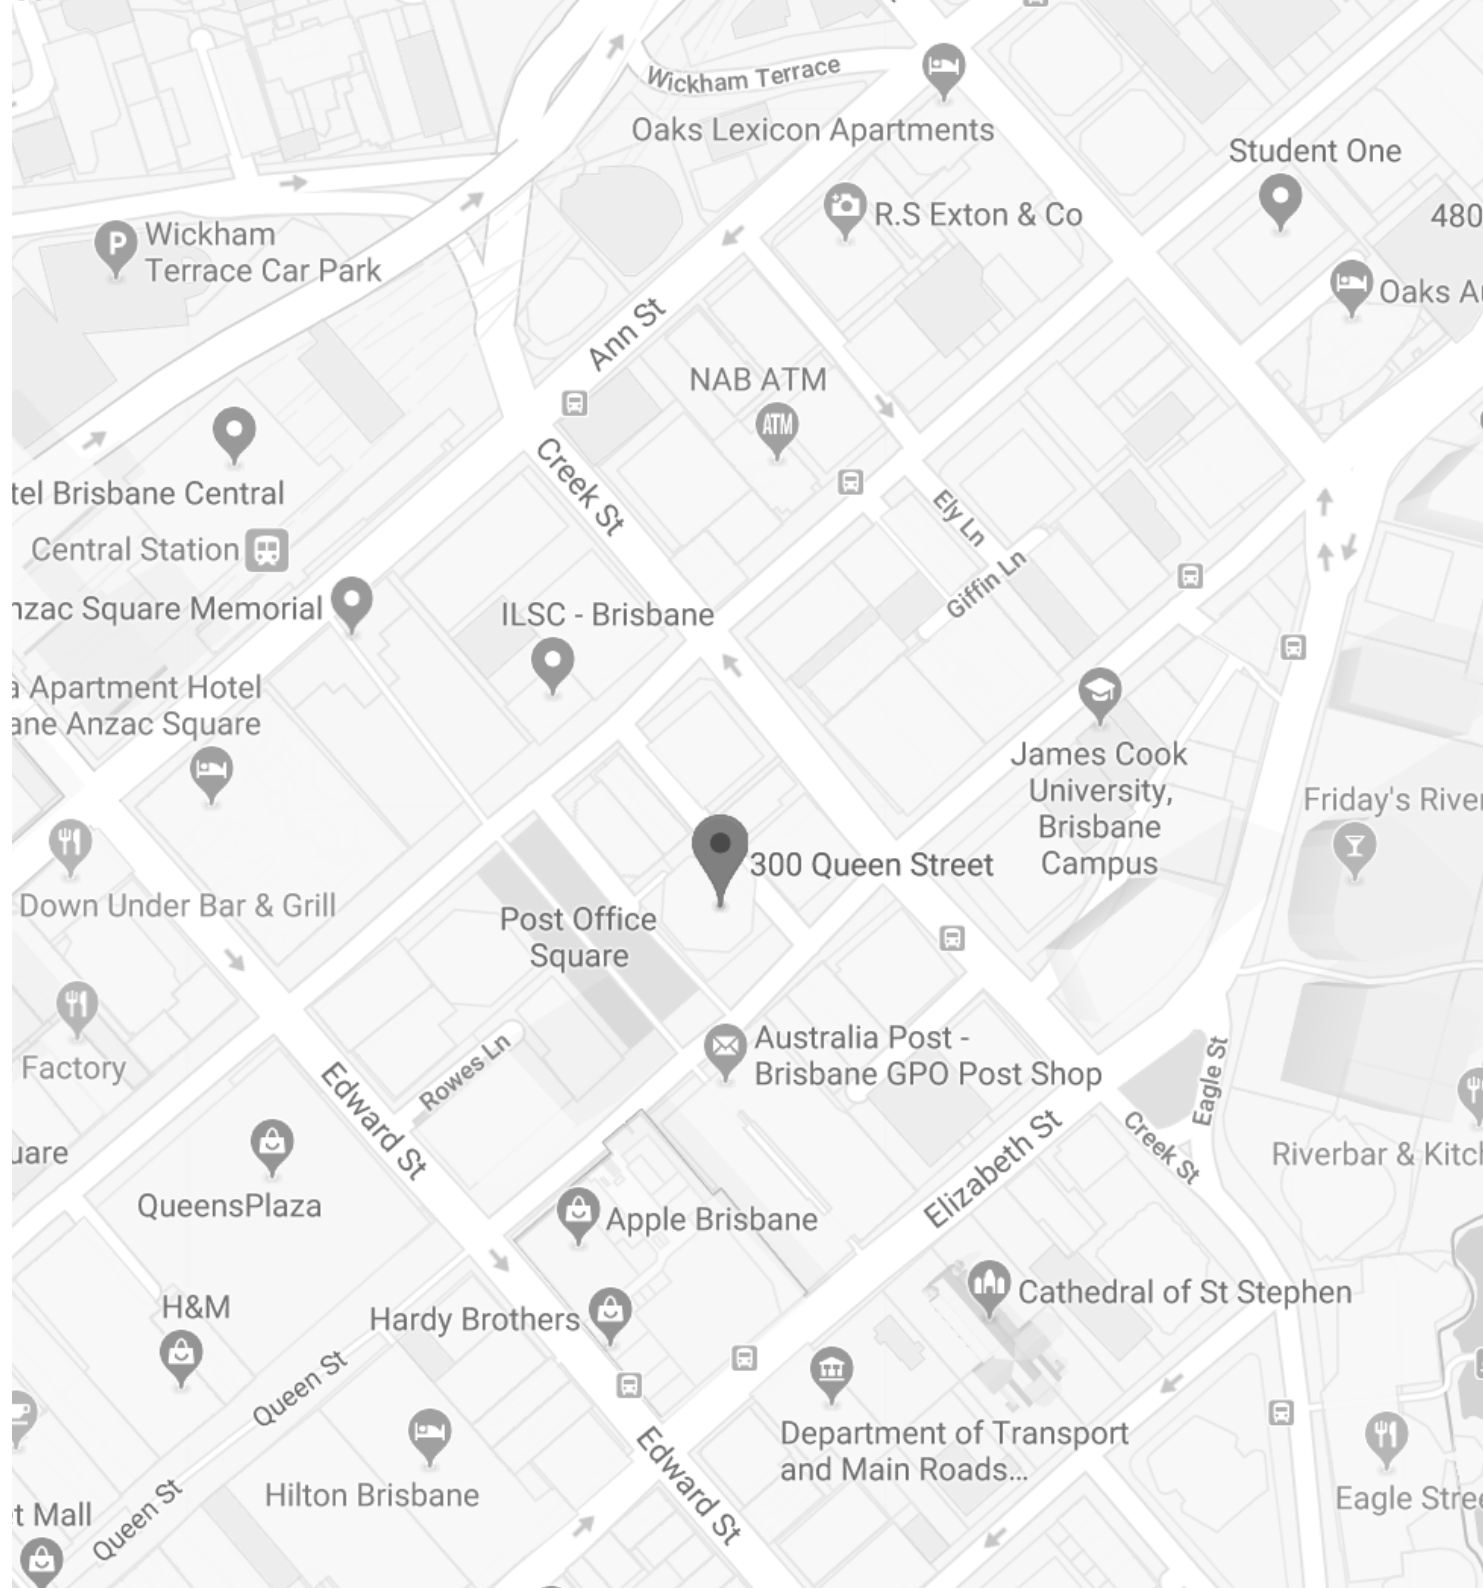 Wickham Terrace
Oaks Lexicon Apartments
Student One
R.S Exton & Co
480
Wickham
Terrace Car Park
P
Oaks Au
Ann St
NAB ATM
ATM
Creek St
tel Brisbane Central
Ely Ln
Central Station
Giffin Ln
nzac Square Memorial
ILSC - Brisbane
a Apartment Hotel
ane Anzac Square
James Cook
University,
Brisbane
Campus
Friday's River
300 Queen Street
Down Under Bar & Grill
Post Office
Square
Australia Post -
Brisbane GPO Post Shop
Factory
Rowes Ln
Edward St
Eagle St
Creek St
uare
Riverbar & Kitch
Elizabeth St
QueensPlaza
Apple Brisbane
Cathedral of St Stephen
H&M
Hardy Brothers
Queen St
Department of Transport
and Main Roads...
Edward St
Hilton Brisbane
Eagle Stree
t Mall
Queen St